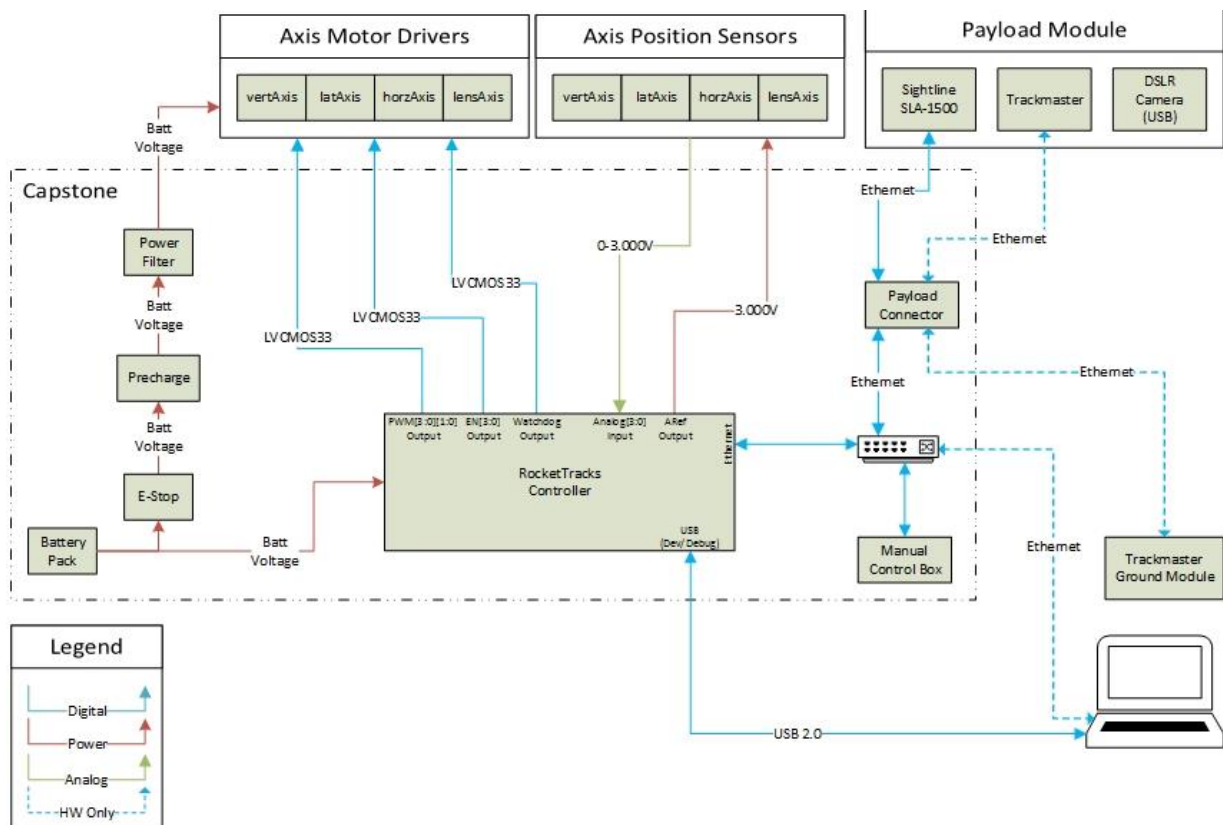 Axis Motor Drivers
Axis Position Sensors
Payload Module
vertAxis
latAxis
horzAxis
lensAxis
vertAxis
latAxis
horzAxis
lensAxis
Sightline
SLA-1500
Trackmaster
DSLR
Camera
(USB)
Batt
Voltage
Capstone
Ethernet
Power
Filter
0-3.000V
Ethernet
Batt
Voltage
LVCMOS33
LVCMOS33
LVCMOS33
3.000V
Payload
Connector
Precharge
Ethernet
Ethernet
Batt
Voltage
PWM[3:0][1:0]
Output
EN[3:0]
Output
Watchdog
Output
Analog[3:0]
Input
ARef
Output
Ethernet
RocketTracks
Controller
E-Stop
USB
(Dev/Debug)
Battery
Pack
Batt
Voltage
Manual
Control Box
Ethernet
Trackmaster
Ground Module
Legend
Digital
Power
Analog
HW Only
USB 2.0